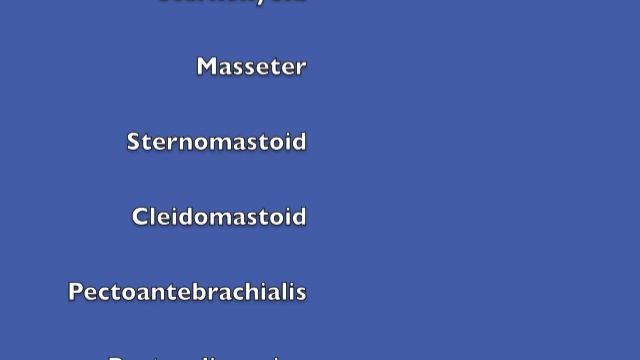 Masseter
Sternomastoid
Cleidomastoid
Pectoantebrachialis